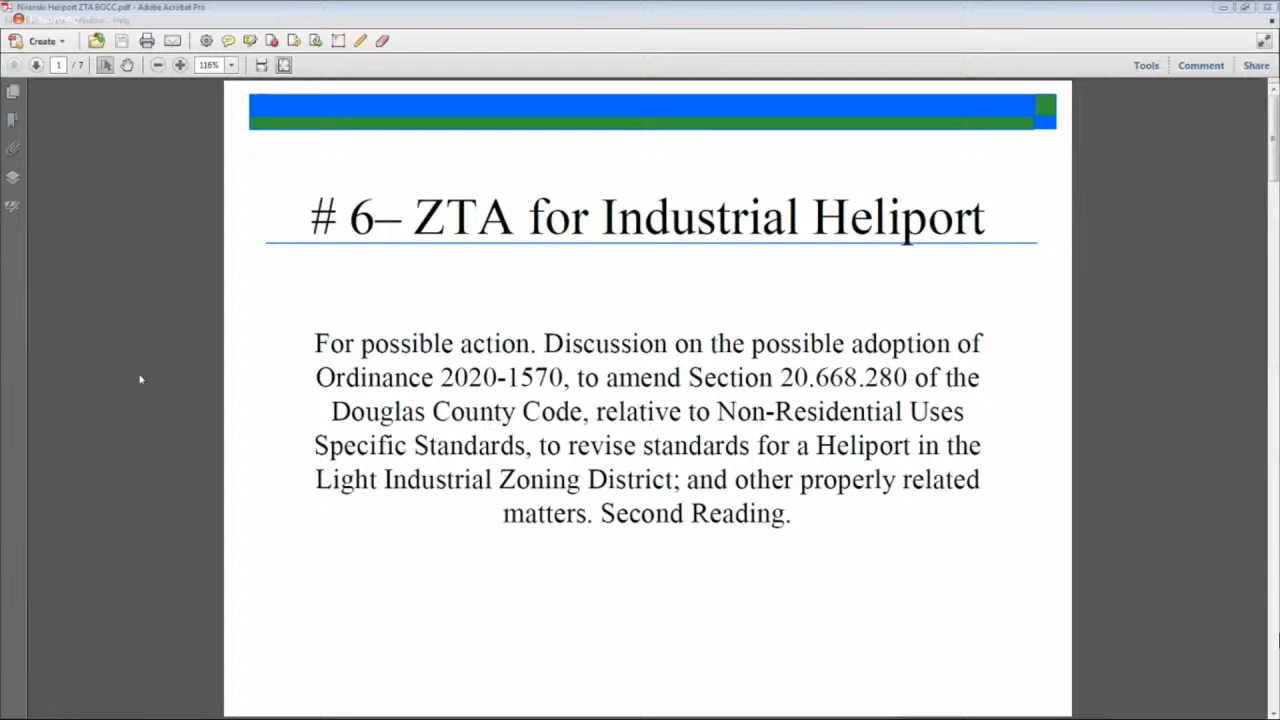 Niranski Heliport ZTA BOCC.pdf - Adobe Acrobat Pro
Window Help
Create
1 / 7
116%
Tools Comment Share
# 6– ZTA for Industrial Heliport
For possible action. Discussion on the possible adoption of
Ordinance 2020-1570, to amend Section 20.668.280 of the
Douglas County Code, relative to Non-Residential Uses
Specific Standards, to revise standards for a Heliport in the
Light Industrial Zoning District; and other properly related
matters. Second Reading.